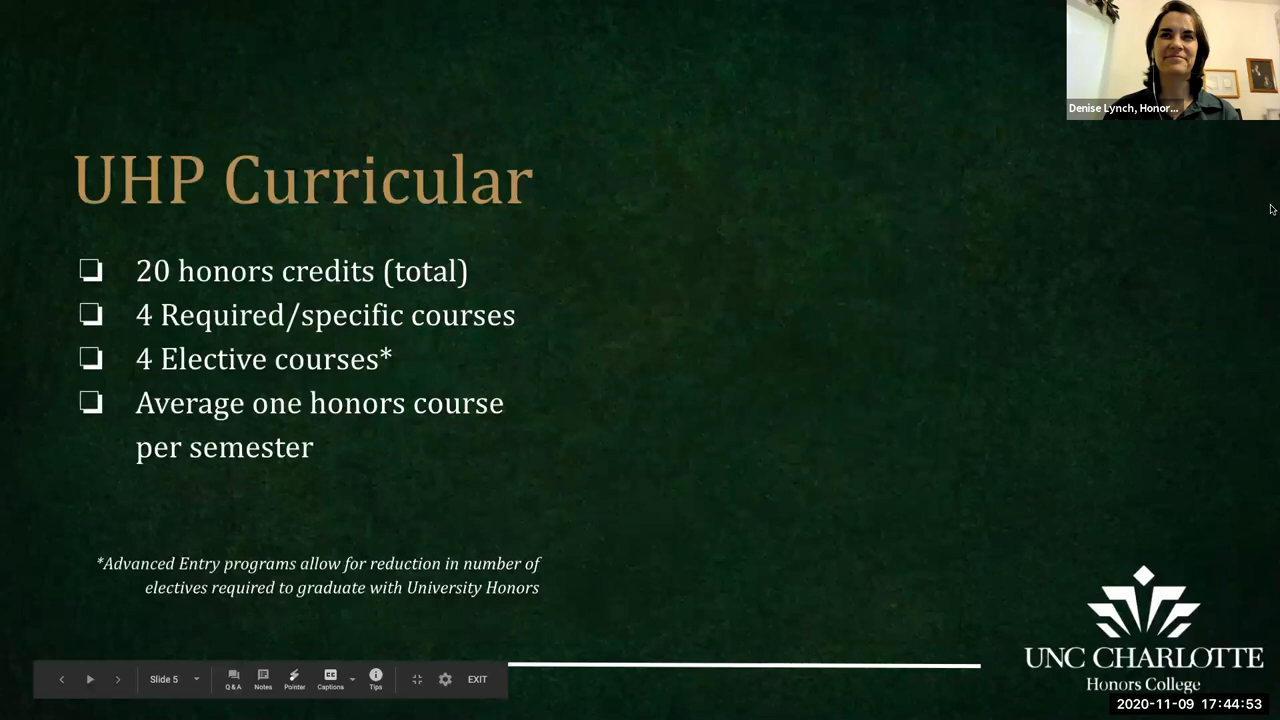 Denise Lynch, Honor...
UHP Curricular
❏ 20 honors credits (total)
❏ 4 Required/specific courses
❏ 4 Elective courses*
❏ Average one honors course
per semester
*Advanced Entry programs allow for reduction in number of
electives required to graduate with University Honors
Slide 5
Q & A
Notes
Pointer
Captions
Tips
EXIT
UNC CHARLOTTE
Honors College
2020-11-09 17:44:53